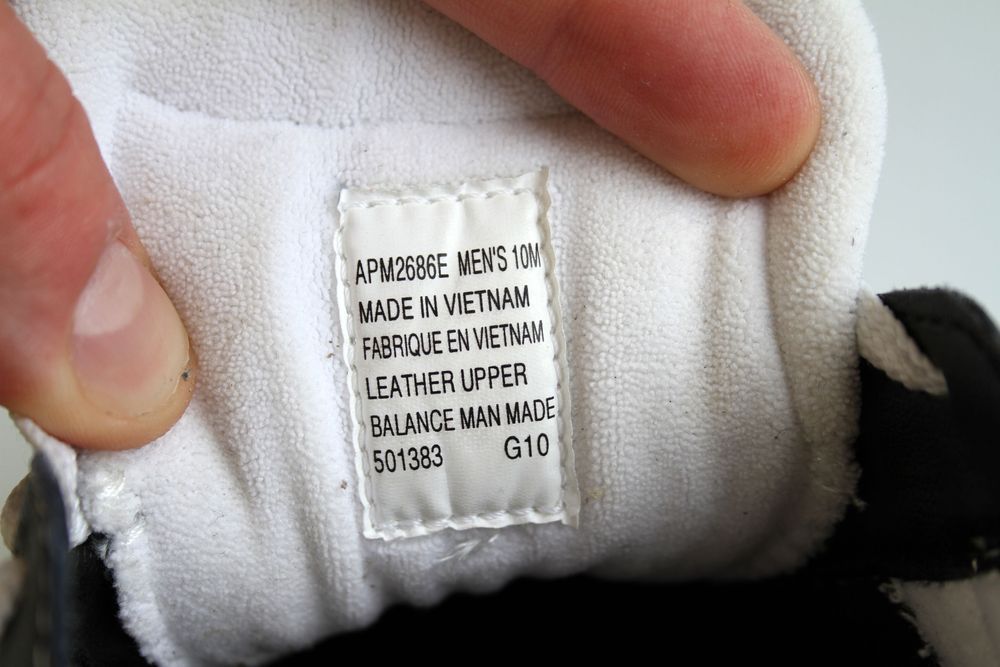 APM2686E MEN'S 10M
MADE IN VIETNAM
FABRIQUE EN VIETNAM
LEATHER UPPER
BALANCE MAN MADE
501383 G10